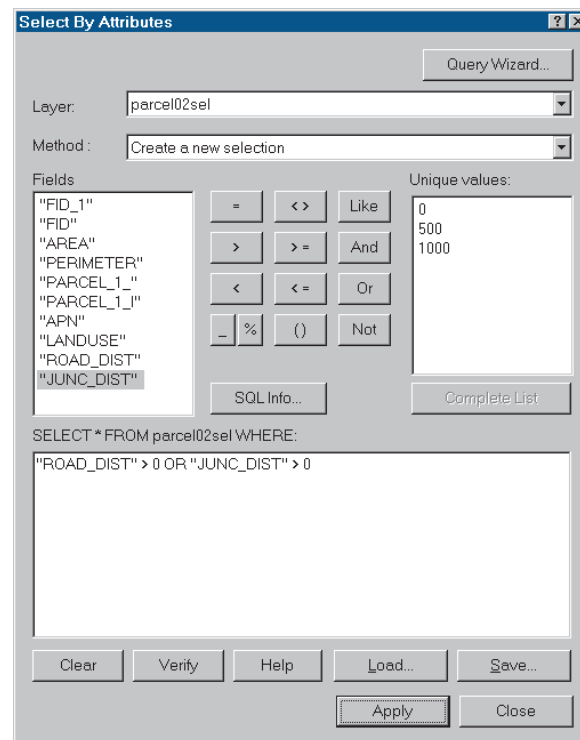 Select By Attributes
? ×
Query Wizard...
Layer: parcel02sel
Method : Create a new selection
Fields
"FID_1"
"FID"
"AREA"
"PERIMETER"
"PARCEL_1_"
"PARCEL_1_I"
"APN"
"LANDUSE"
"ROAD_DIST"
"JUNC_DIST"
= <> Like
> > = And
< < = Or
_ % () Not
SQL Info...
Unique values:
0
500
1000
Complete List
SELECT * FROM parcel02sel WHERE:
"ROAD_DIST" > 0 OR "JUNC_DIST" > 0
Clear Verify Help Load... Save...
Apply Close